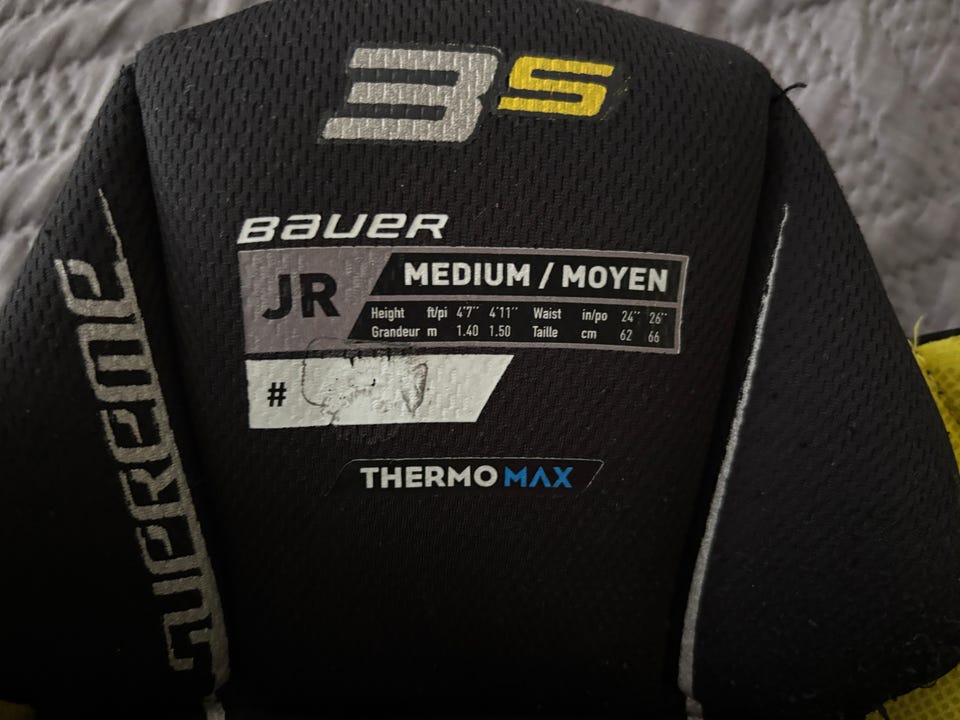 3S
BAUER
JR
MEDIUM / MOYEN
Height ft/pi 4'7'' 4'11'' Waist in/po 24'' 26''
Grandeur m 1.40 1.50 Taille cm 62 66
#
THERMO MAX
SUPREME